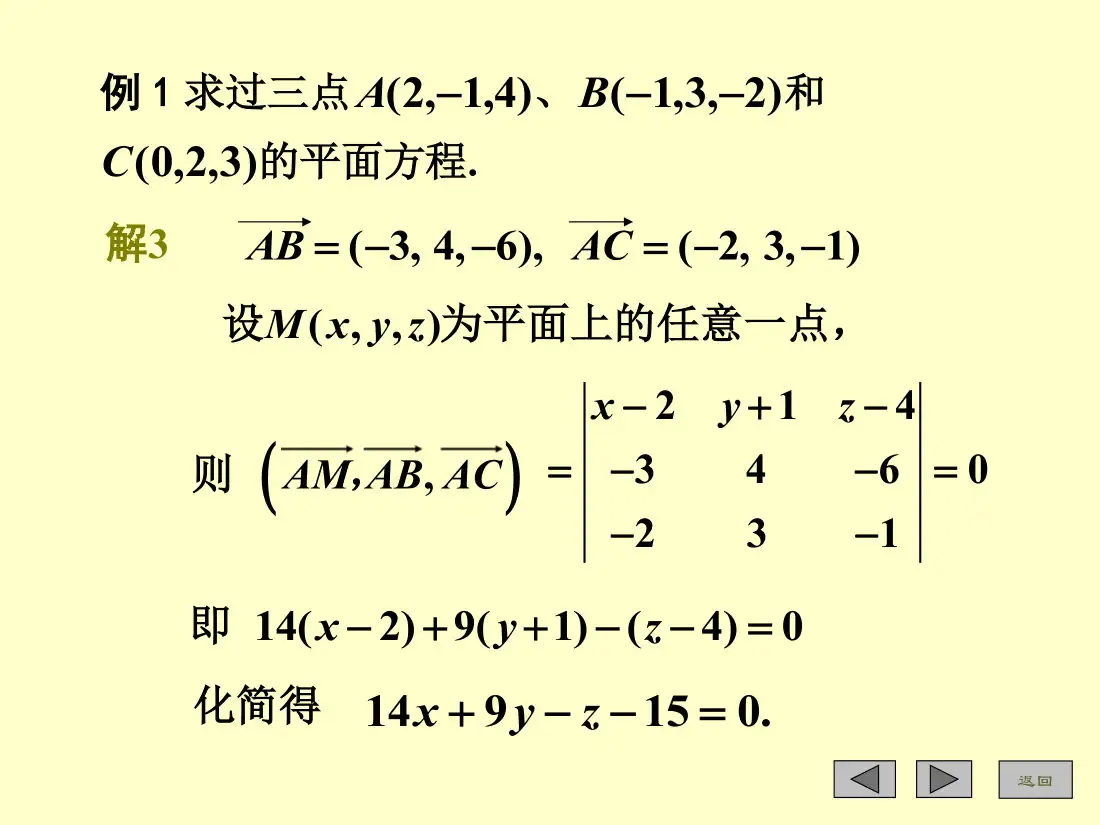 例 1 求过三点 A(2,−1,4)、B(−1,3,−2)和
C(0,2,3)的平面方程.
解3 AB = (−3, 4, −6), AC = (−2, 3, −1)
设M(x, y, z)为平面上的任意一点，
则 (AM，AB, AC) = | x − 2 y + 1 z − 4 |
| −3 4 −6 | = 0
| −2 3 −1 |
即 14(x − 2) + 9(y + 1) − (z − 4) = 0
化简得 14x + 9y − z − 15 = 0.
返回